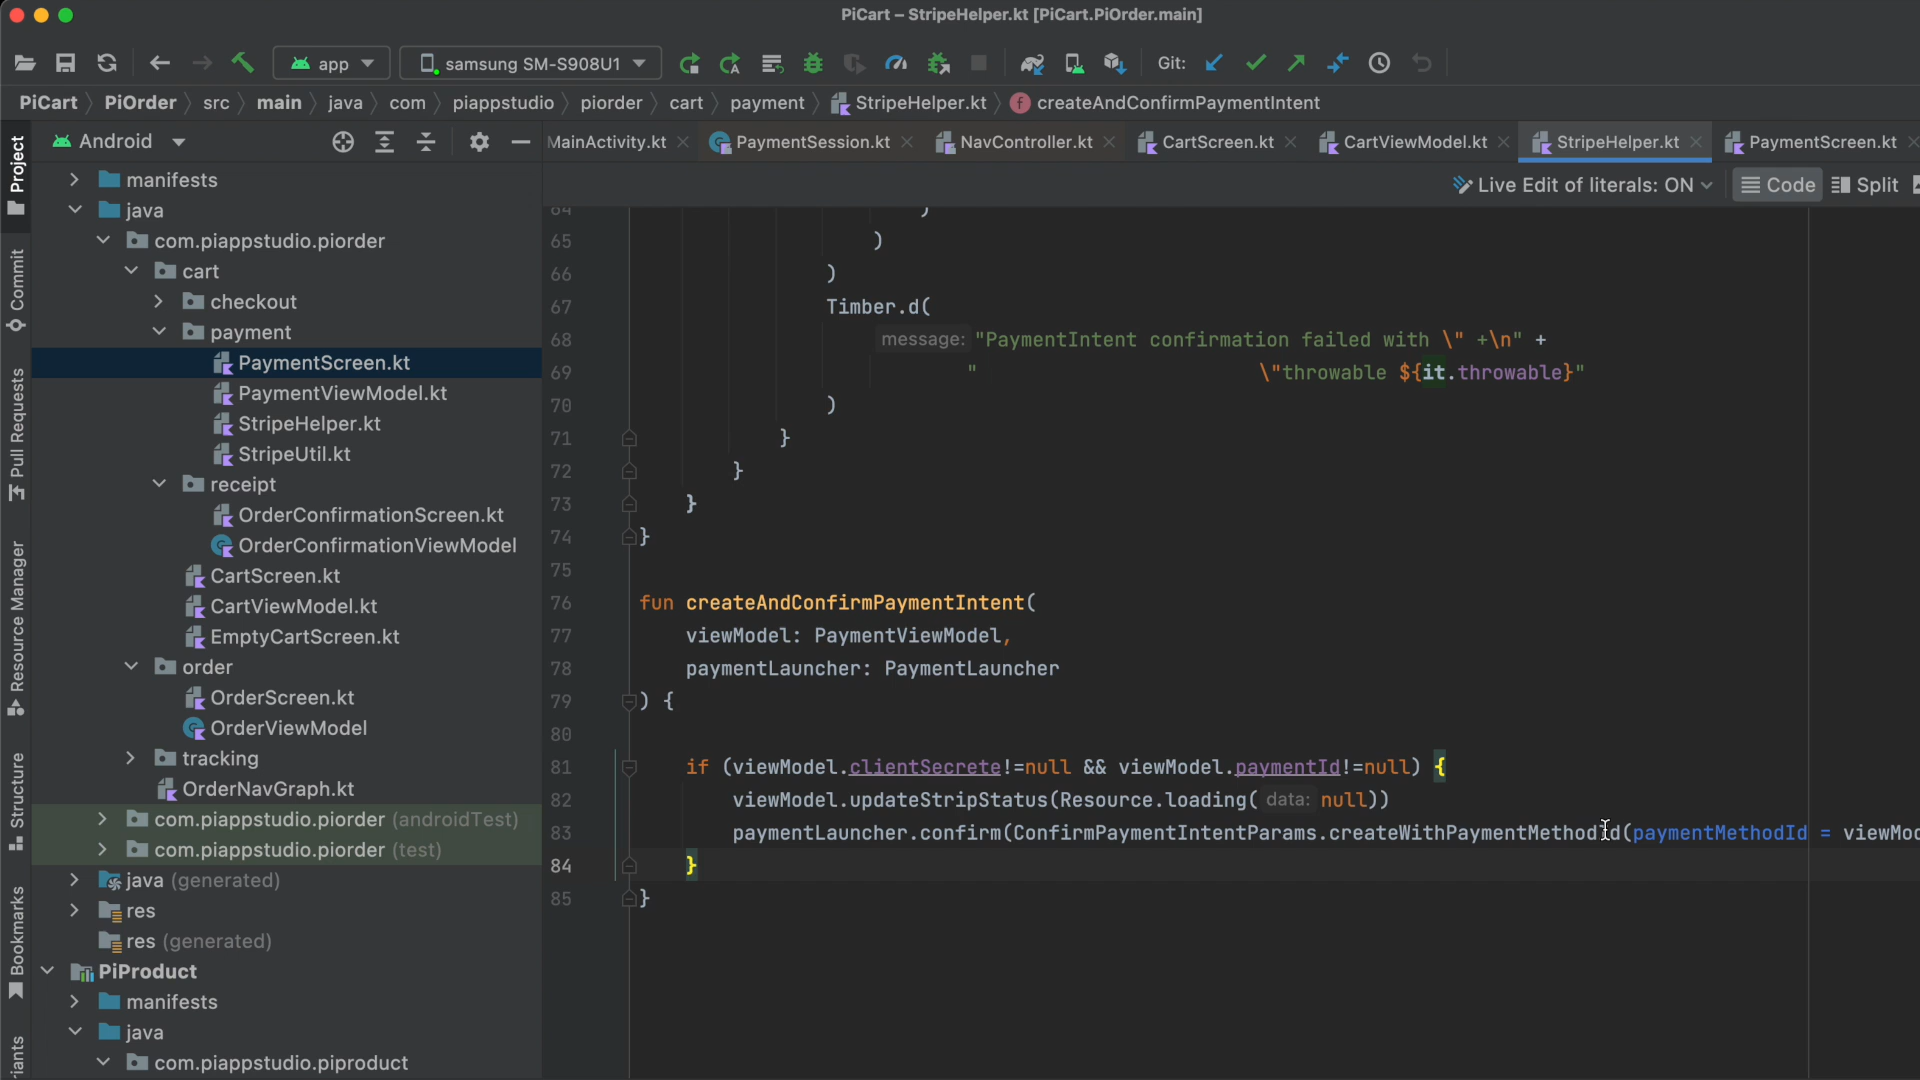 PiCart – StripeHelper.kt [PiCart.PiOrder.main]
app
samsung SM-S908U1
Git:
PiCart
PiOrder
src
main
java
com
piappstudio
piorder
cart
payment
StripeHelper.kt
f createAndConfirmPaymentIntent
Project
Commit
Pull Requests
Resource Manager
Structure
Bookmarks
Android
MainActivity.kt
PaymentSession.kt
NavController.kt
CartScreen.kt
CartViewModel.kt
StripeHelper.kt
PaymentScreen.kt
Live Edit of literals: ON
Code
Split
manifests
java
com.piappstudio.piorder
cart
checkout
payment
PaymentScreen.kt
PaymentViewModel.kt
StripeHelper.kt
StripeUtil.kt
receipt
OrderConfirmationScreen.kt
OrderConfirmationViewModel
CartScreen.kt
CartViewModel.kt
EmptyCartScreen.kt
order
OrderScreen.kt
OrderViewModel
tracking
OrderNavGraph.kt
com.piappstudio.piorder (androidTest)
com.piappstudio.piorder (test)
java (generated)
res
res (generated)
PiProduct
manifests
java
com.piappstudio.piproduct
64 )
65 )
66 )
67 Timber.d(
68 message: "PaymentIntent confirmation failed with \" +\n" +
69 " \"throwable ${it.throwable}"
70 )
71 }
72 }
73 }
74 }
75
76 fun createAndConfirmPaymentIntent(
77 viewModel: PaymentViewModel,
78 paymentLauncher: PaymentLauncher
79 ) {
80
81 if (viewModel.clientSecrete!=null && viewModel.paymentId!=null) {
82 viewModel.updateStripStatus(Resource.loading( data: null))
83 paymentLauncher.confirm(ConfirmPaymentIntentParams.createWithPaymentMethodId(paymentMethodId = viewMod
84 }
85 }